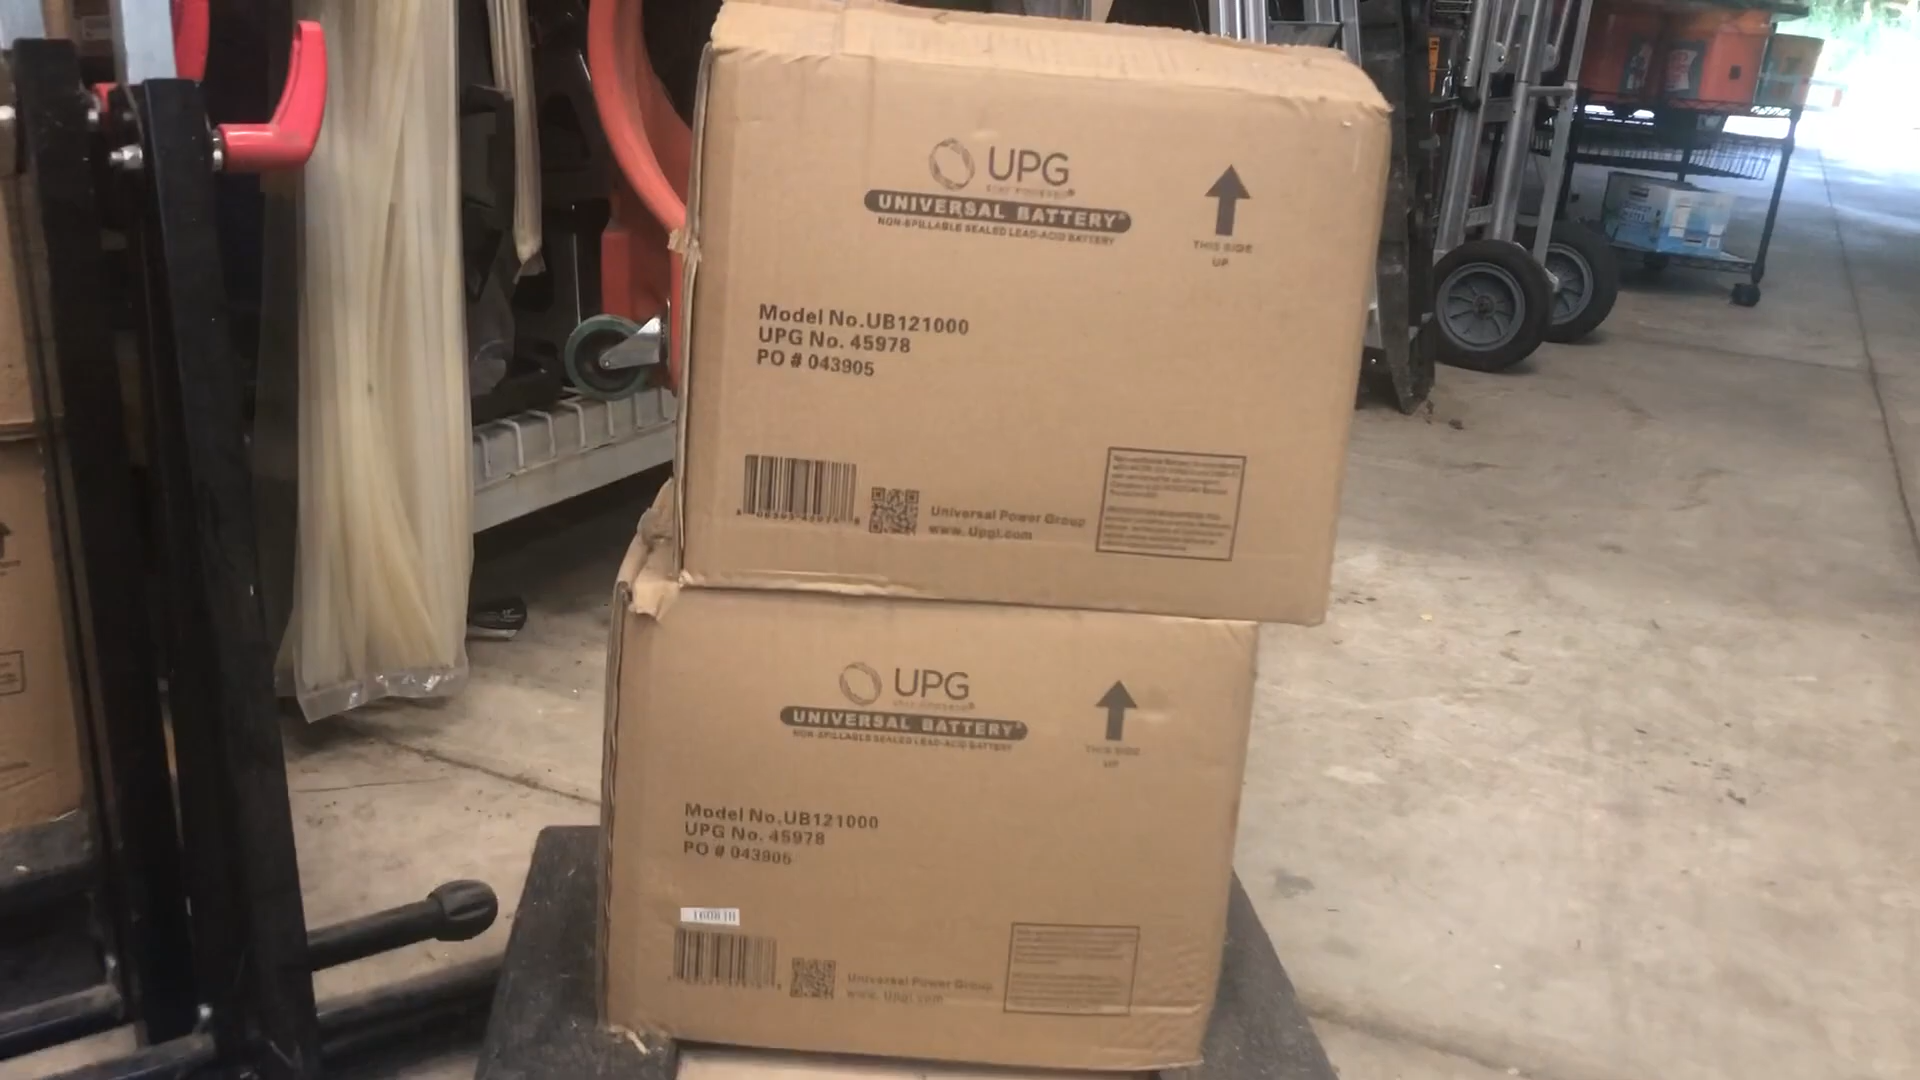 UPG
UNIVERSAL BATTERY®
NON-SPILLABLE SEALED LEAD-ACID BATTERY
THIS SIDE
UP
Model No.UB121000
UPG No. 45978
PO # 043905
Universal Power Group
www.Upgi.com
UPG
UNIVERSAL BATTERY®
NON-SPILLABLE SEALED LEAD-ACID BATTERY
THIS SIDE
UP
Model No.UB121000
UPG No. 45978
PO # 043905
Universal Power Group
www.Upgi.com